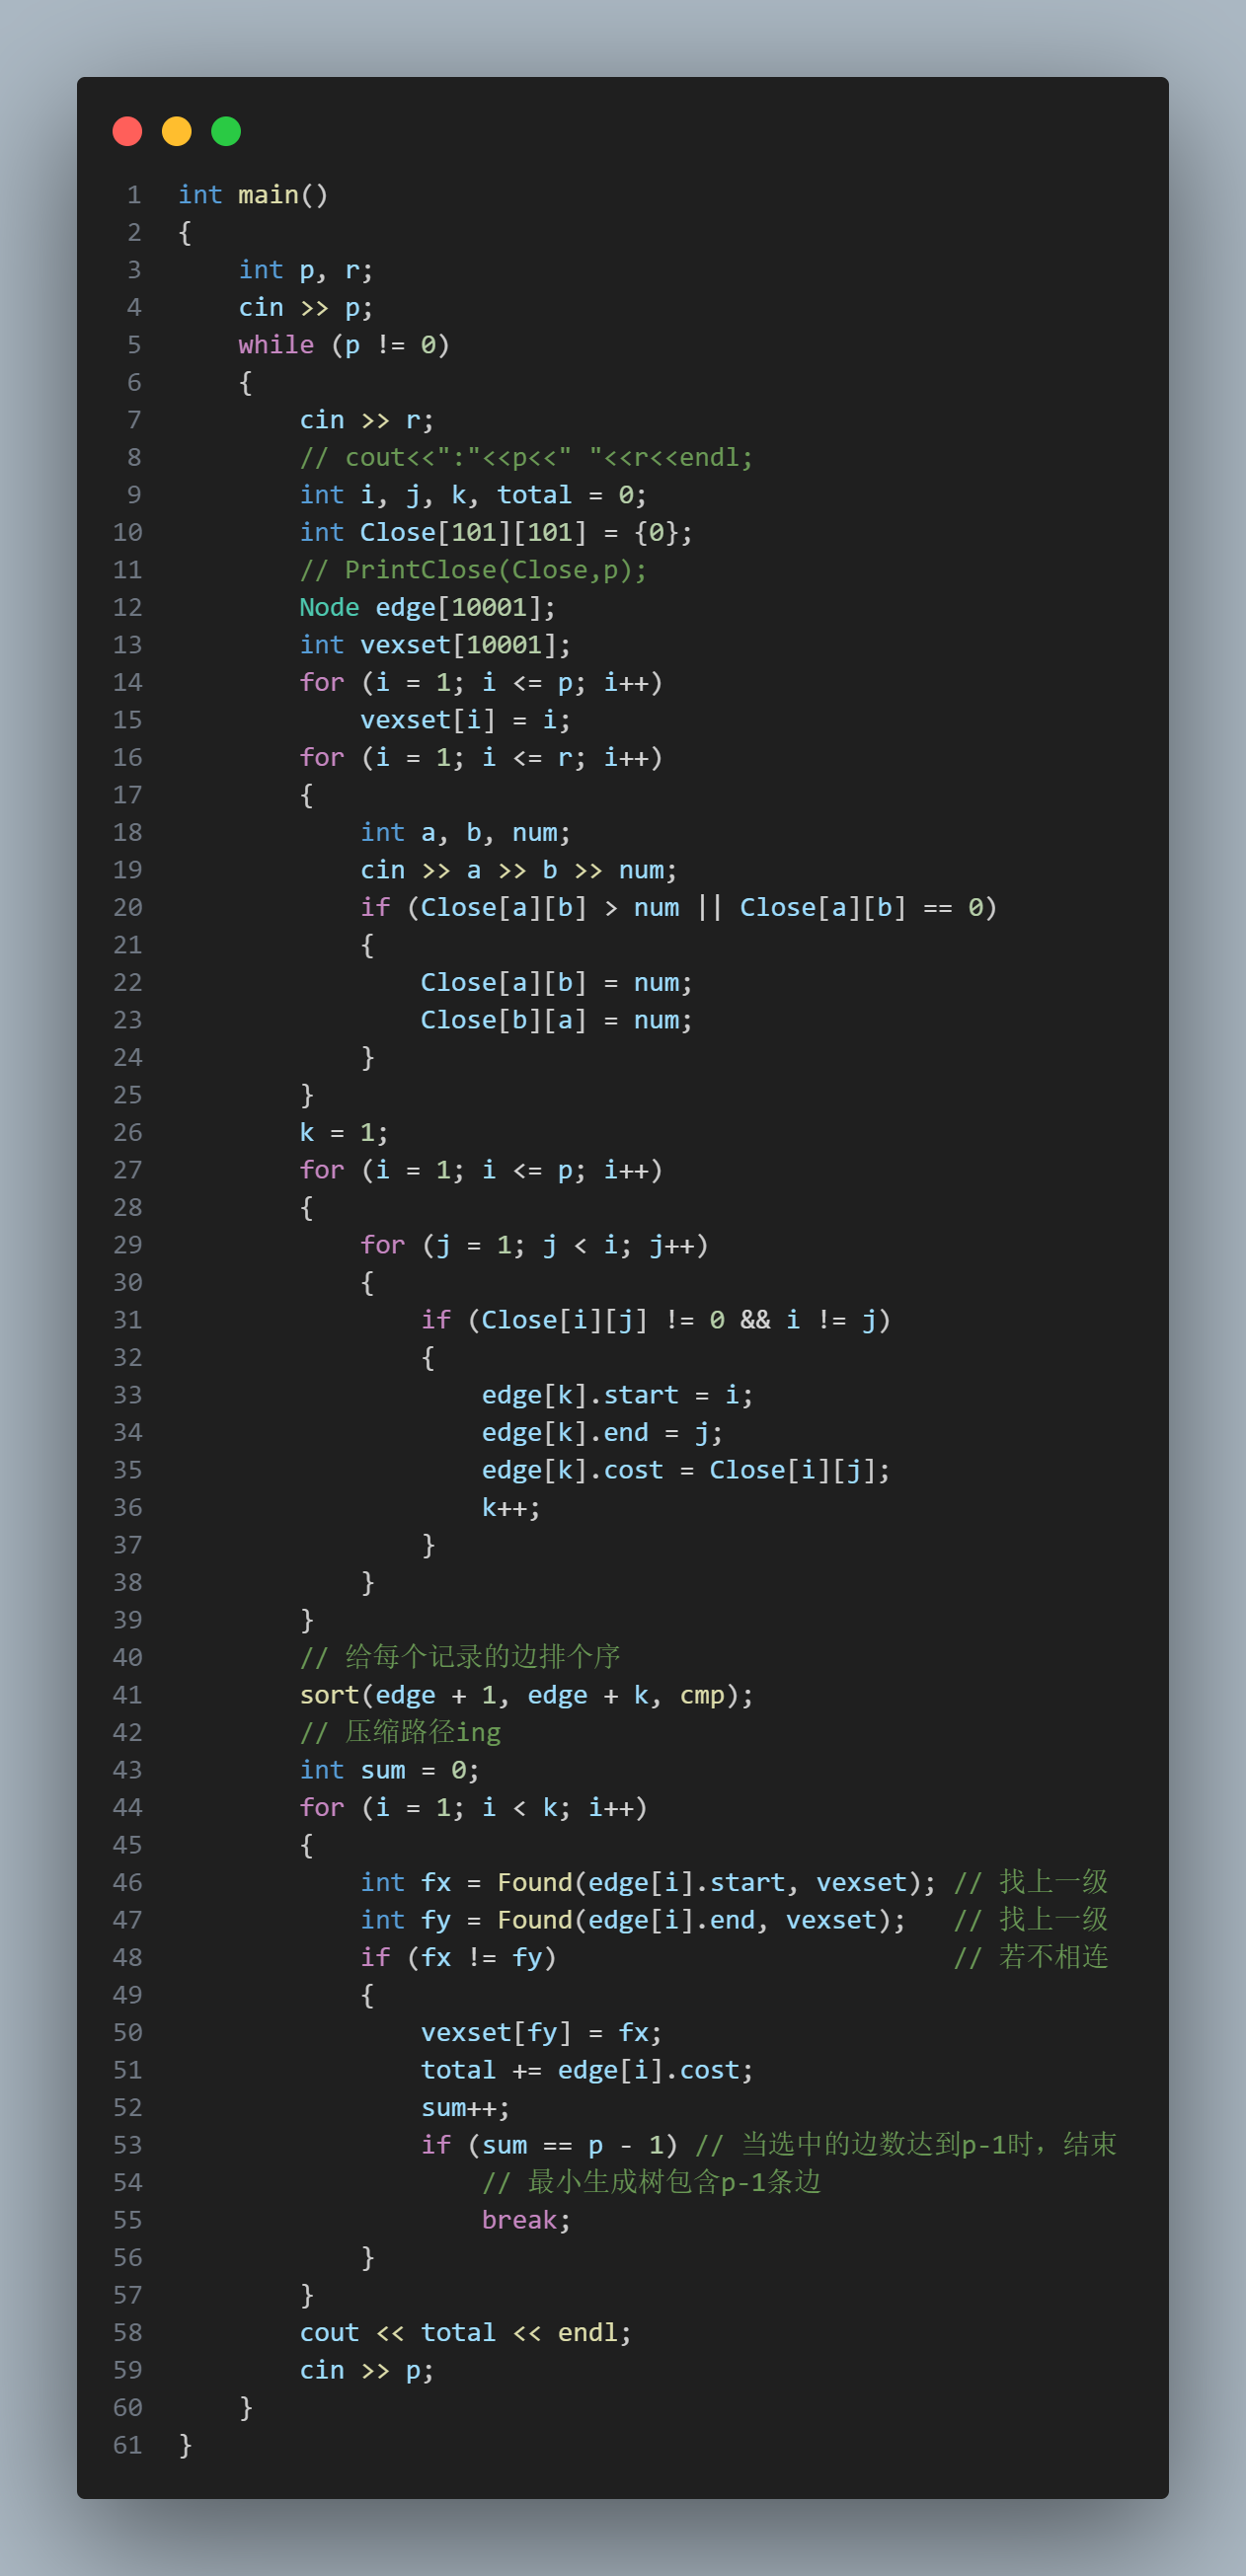 1 int main()
2 {
3     int p, r;
4     cin >> p;
5     while (p != 0)
6     {
7         cin >> r;
8         // cout<<":"<<p<<" "<<r<<endl;
9         int i, j, k, total = 0;
10         int Close[101][101] = {0};
11         // PrintClose(Close,p);
12         Node edge[10001];
13         int vexset[10001];
14         for (i = 1; i <= p; i++)
15             vexset[i] = i;
16         for (i = 1; i <= r; i++)
17         {
18             int a, b, num;
19             cin >> a >> b >> num;
20             if (Close[a][b] > num || Close[a][b] == 0)
21             {
22                 Close[a][b] = num;
23                 Close[b][a] = num;
24             }
25         }
26         k = 1;
27         for (i = 1; i <= p; i++)
28         {
29             for (j = 1; j < i; j++)
30             {
31                 if (Close[i][j] != 0 && i != j)
32                 {
33                     edge[k].start = i;
34                     edge[k].end = j;
35                     edge[k].cost = Close[i][j];
36                     k++;
37                 }
38             }
39         }
40         // 给每个记录的边排个序
41         sort(edge + 1, edge + k, cmp);
42         // 压缩路径ing
43         int sum = 0;
44         for (i = 1; i < k; i++)
45         {
46             int fx = Found(edge[i].start, vexset); // 找上一级
47             int fy = Found(edge[i].end, vexset);   // 找上一级
48             if (fx != fy)                          // 若不相连
49             {
50                 vexset[fy] = fx;
51                 total += edge[i].cost;
52                 sum++;
53                 if (sum == p - 1) // 当选中的边数达到p-1时，结束
54                     // 最小生成树包含p-1条边
55                     break;
56             }
57         }
58         cout << total << endl;
59         cin >> p;
60     }
61 }